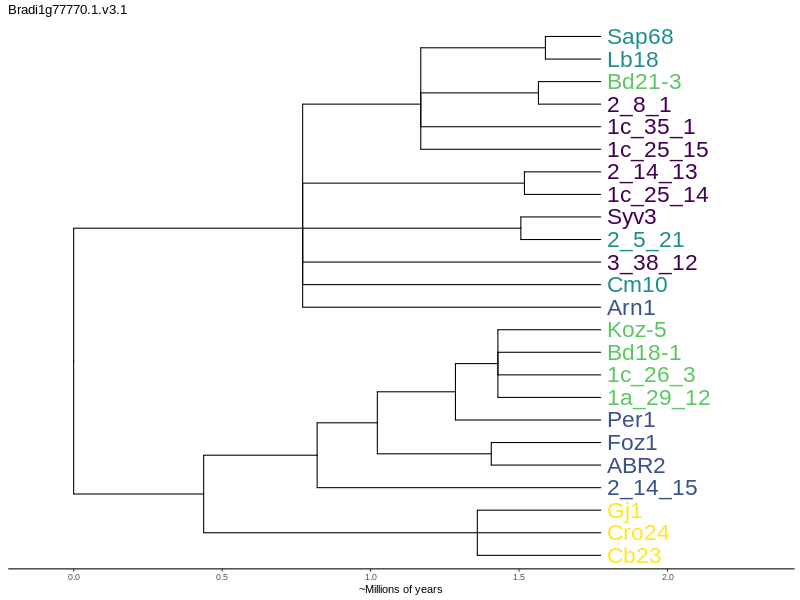 Bradi1g77770.1.v3.1
Sap68
Lb18
Bd21-3
2_8_1
1c_35_1
1c_25_15
2_14_13
1c_25_14
Syv3
2_5_21
3_38_12
Cm10
Arn1
Koz-5
Bd18-1
1c_26_3
1a_29_12
Per1
Foz1
ABR2
2_14_15
Gj1
Cro24
Cb23
0.0 0.5 1.0 1.5 2.0
~Millions of years